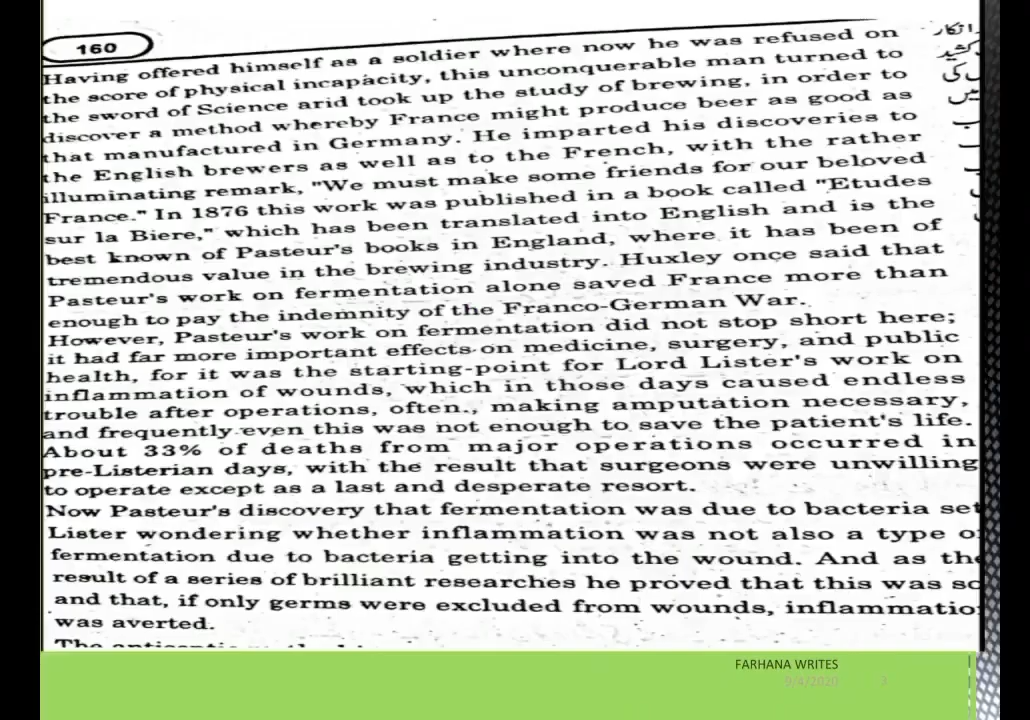 160
Having offered himself as a soldier where now he was refused on
the score of physical incapacity, this unconquerable man turned to
the sword of Science arid took up the study of brewing, in order to
discover a method whereby France might produce beer as good as
that manufactured in Germany. He imparted his discoveries to
the English brewers as well as to the French, with the rather
illuminating remark, "We must make some friends for our beloved
France." In 1876 this work was published in a book called "Etudes
sur la Biere," which has been translated into English and is the
best known of Pasteur's books in England, where it has been of
tremendous value in the brewing industry. Huxley once said that
Pasteur's work on fermentation alone saved France more than
enough to pay the indemnity of the Franco-German War.
However, Pasteur's work on fermentation did not stop short here;
it had far more important effects on medicine, surgery, and public
health, for it was the starting-point for Lord Lister's work on
inflammation of wounds, which in those days caused endless
trouble after operations, often., making amputation necessary,
and frequently even this was not enough to save the patient's life.
About 33% of deaths from major operations occurred in
pre-Listerian days, with the result that surgeons were unwilling
to operate except as a last and desperate resort.
Now Pasteur's discovery that fermentation was due to bacteria set
Lister wondering whether inflammation was not also a type o
fermentation due to bacteria getting into the wound. And as the
result of a series of brilliant researches he proved that this was so
and that, if only germs were excluded from wounds, inflammatio
was averted.
FARHANA WRITES
9/4/2020 7